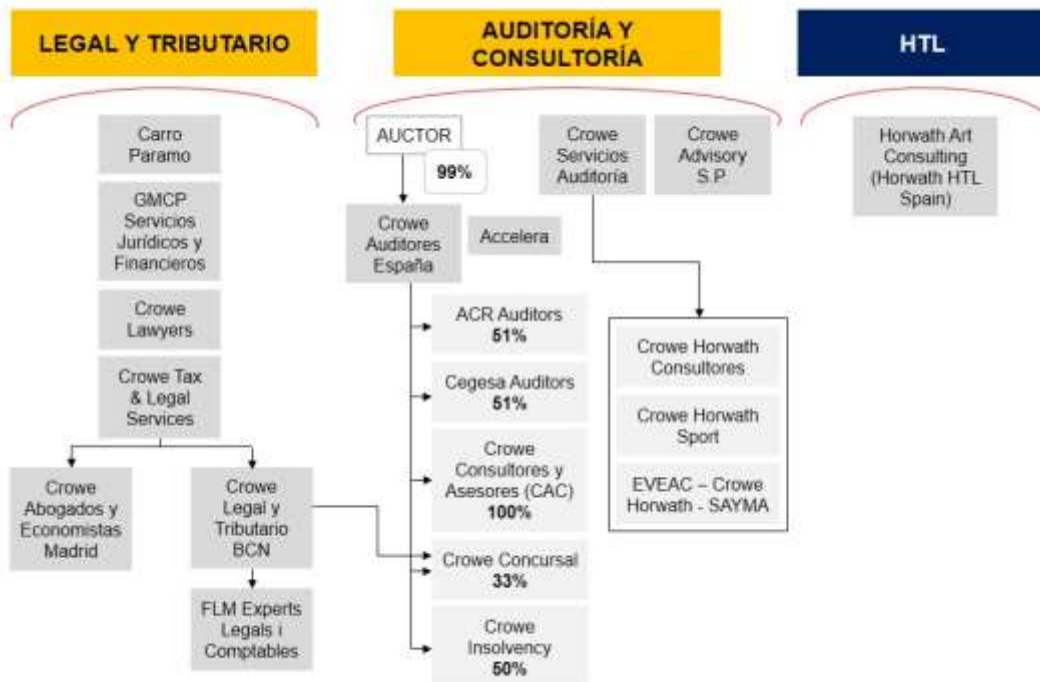 LEGAL Y TRIBUTARIO
AUDITORÍA Y
CONSULTORÍA
HTL
Carro
Paramo
GMCP
Servicios
Jurídicos y
Financieros
Crowe
Lawyers
Crowe Tax
& Legal
Services
Crowe
Abogados y
Economistas
Madrid
Crowe
Legal y
Tributario
BCN
FLM Experts
Legals i
Comptables
AUCTOR
99%
Crowe
Auditores
España
Accelera
Crowe
Servicios
Auditoría
Crowe
Advisory
S.P
ACR Auditors
51%
Cegesa Auditors
51%
Crowe
Consultores y
Asesores (CAC)
100%
Crowe Concursal
33%
Crowe
Insolvency
50%
Crowe Horwath
Consultores
Crowe Horwath
Sport
EVEAC – Crowe
Horwath - SAYMA
Horwath Art
Consulting
(Horwath HTL
Spain)